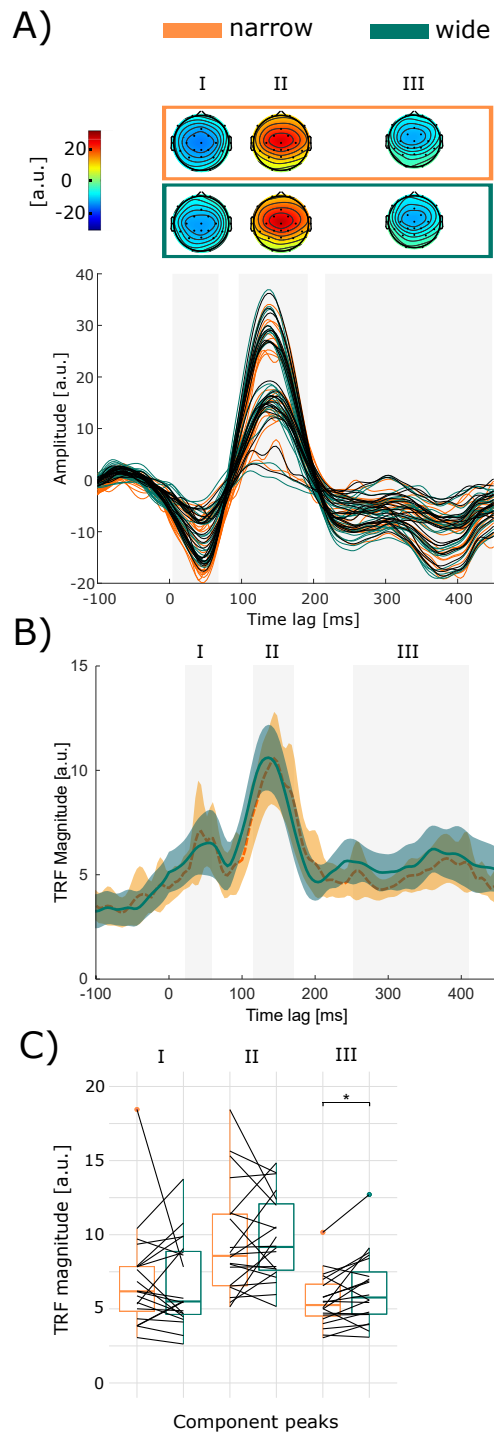 A)
narrow wide
I II III
[a.u.]
20
0
-20
40
30
20
10
0
-10
-20
Amplitude [a.u.]
-100 0 100 200 300 400
Time lag [ms]
B)
I II III
15
10
5
0
TRF Magnitude [a.u.]
-100 0 100 200 300 400
Time lag [ms]
C)
I II III
*
20
15
10
5
0
TRF magnitude [a.u.]
Component peaks